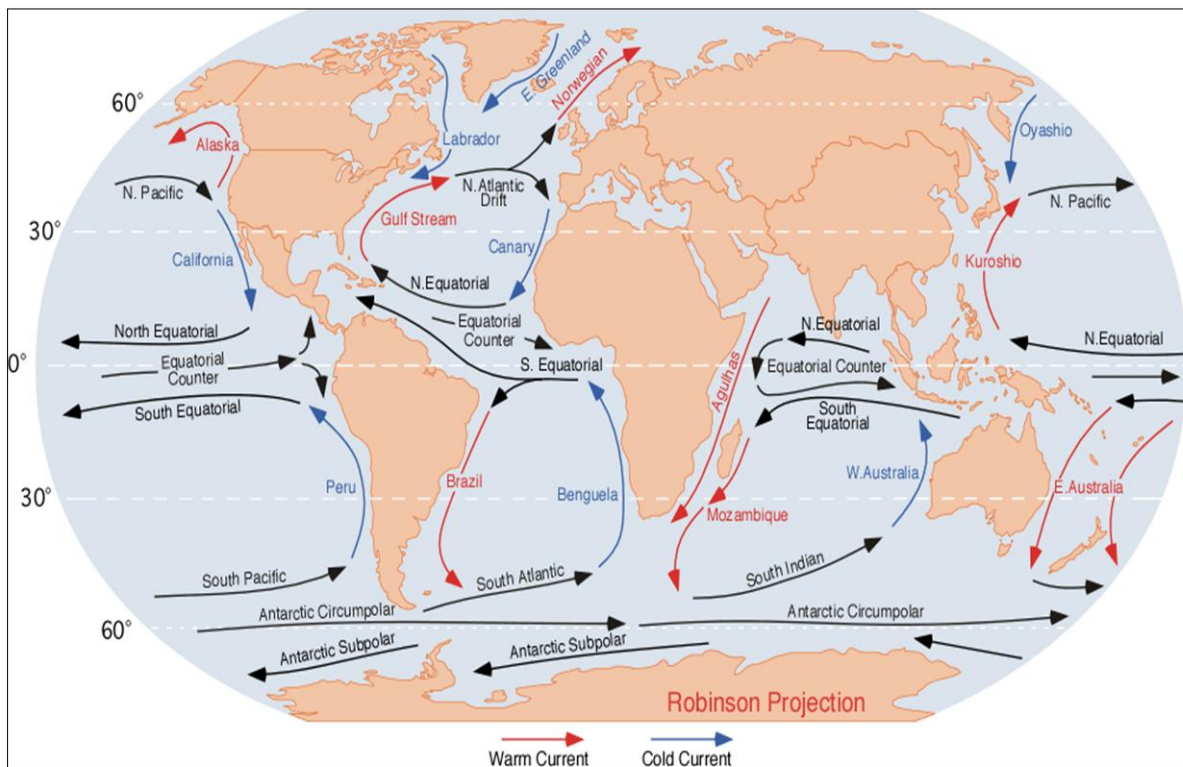 E. Greenland
Norwegian
60°
Alaska
Labrador
Oyashio
N. Pacific
N. Atlantic
Drift
N. Pacific
Gulf Stream
30°
California
Canary
Kuroshio
N.Equatorial
North Equatorial
Equatorial
Counter
N.Equatorial
N.Equatorial
0°
Equatorial
Counter
S. Equatorial
Equatorial Counter
Agulhas
South Equatorial
South
Equatorial
Peru
Brazil
Benguela
W.Australia
E.Australia
30°
Mozambique
South Pacific
South Atlantic
South Indian
Antarctic Circumpolar
Antarctic Circumpolar
60°
Antarctic Subpolar
Antarctic Subpolar
Robinson Projection
Warm Current
Cold Current